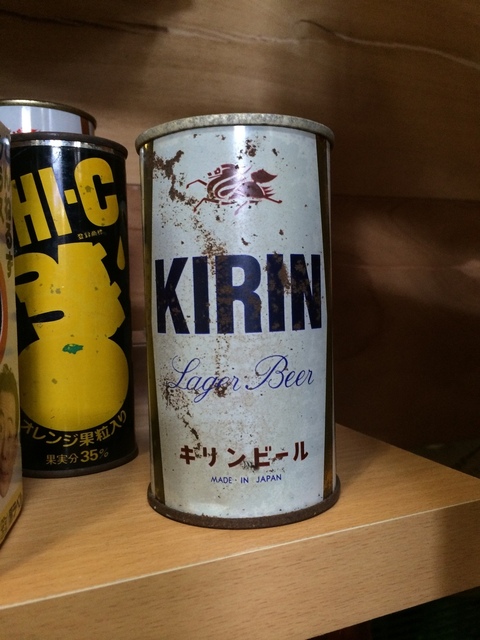 KIRIN
Lager Beer
キリンビール
MADE IN JAPAN
HI-C
オレンジ果粒入り
果実分35%